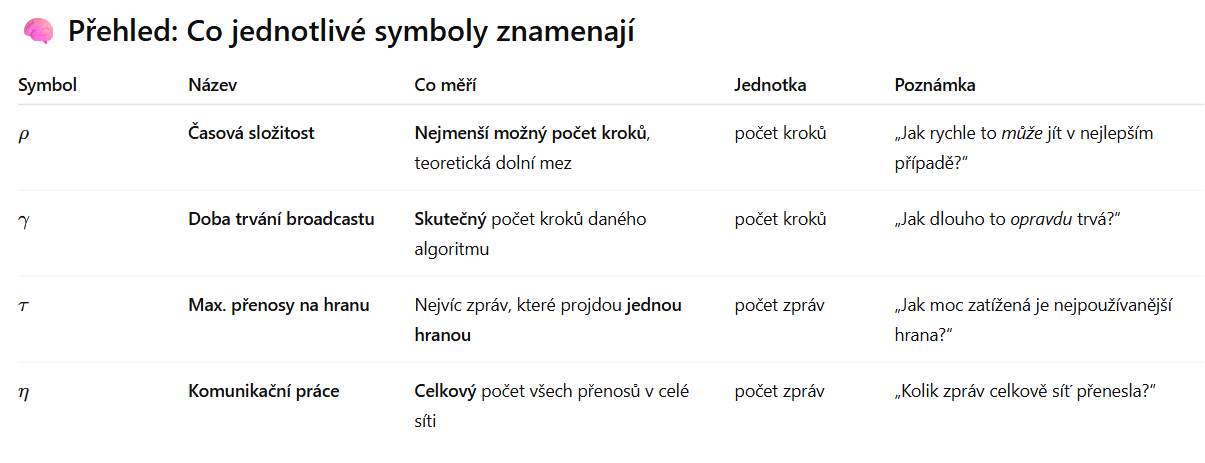 🧠 Přehled: Co jednotlivé symboly znamenají
Symbol Název Co měří Jednotka Poznámka
ρ Časová složitost Nejmenší možný počet kroků, počet kroků „Jak rychle to může jít v nejlepším
teoretická dolní mez případě?“
γ Doba trvání broadcastu Skutečný počet kroků daného počet kroků „Jak dlouho to opravdu trvá?“
algoritmu
τ Max. přenosy na hranu Nejvíc zpráv, které projdou jednou počet zpráv „Jak moc zatížená je nejpoužívanější
hranou hrana?“
η Komunikační práce Celkový počet všech přenosů v celé počet zpráv „Kolik zpráv celkově síť přenesla?“
síti